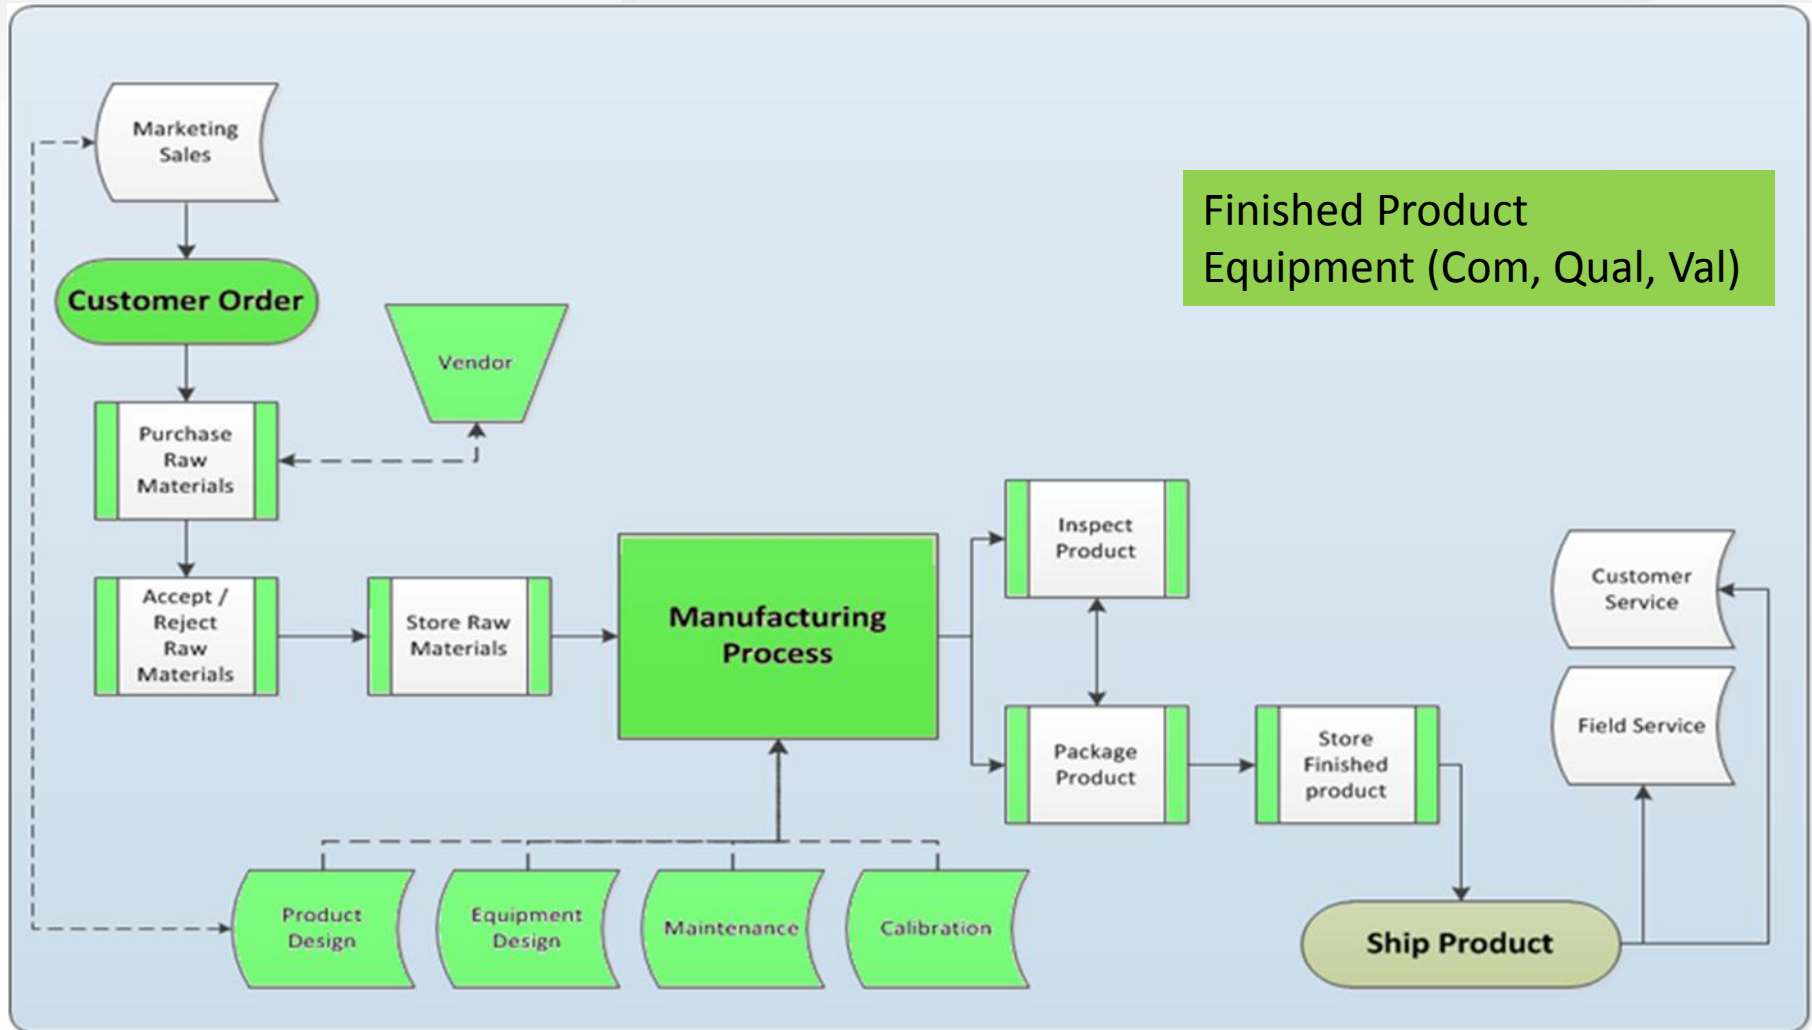 Marketing
Sales
Finished Product
Equipment (Com, Qual, Val)
Customer Order
Vendor
Purchase
Raw
Materials
Accept /
Reject
Raw
Materials
Store Raw
Materials
Manufacturing
Process
Inspect
Product
Package
Product
Store
Finished
product
Customer
Service
Field Service
Product
Design
Equipment
Design
Maintenance
Calibration
Ship Product